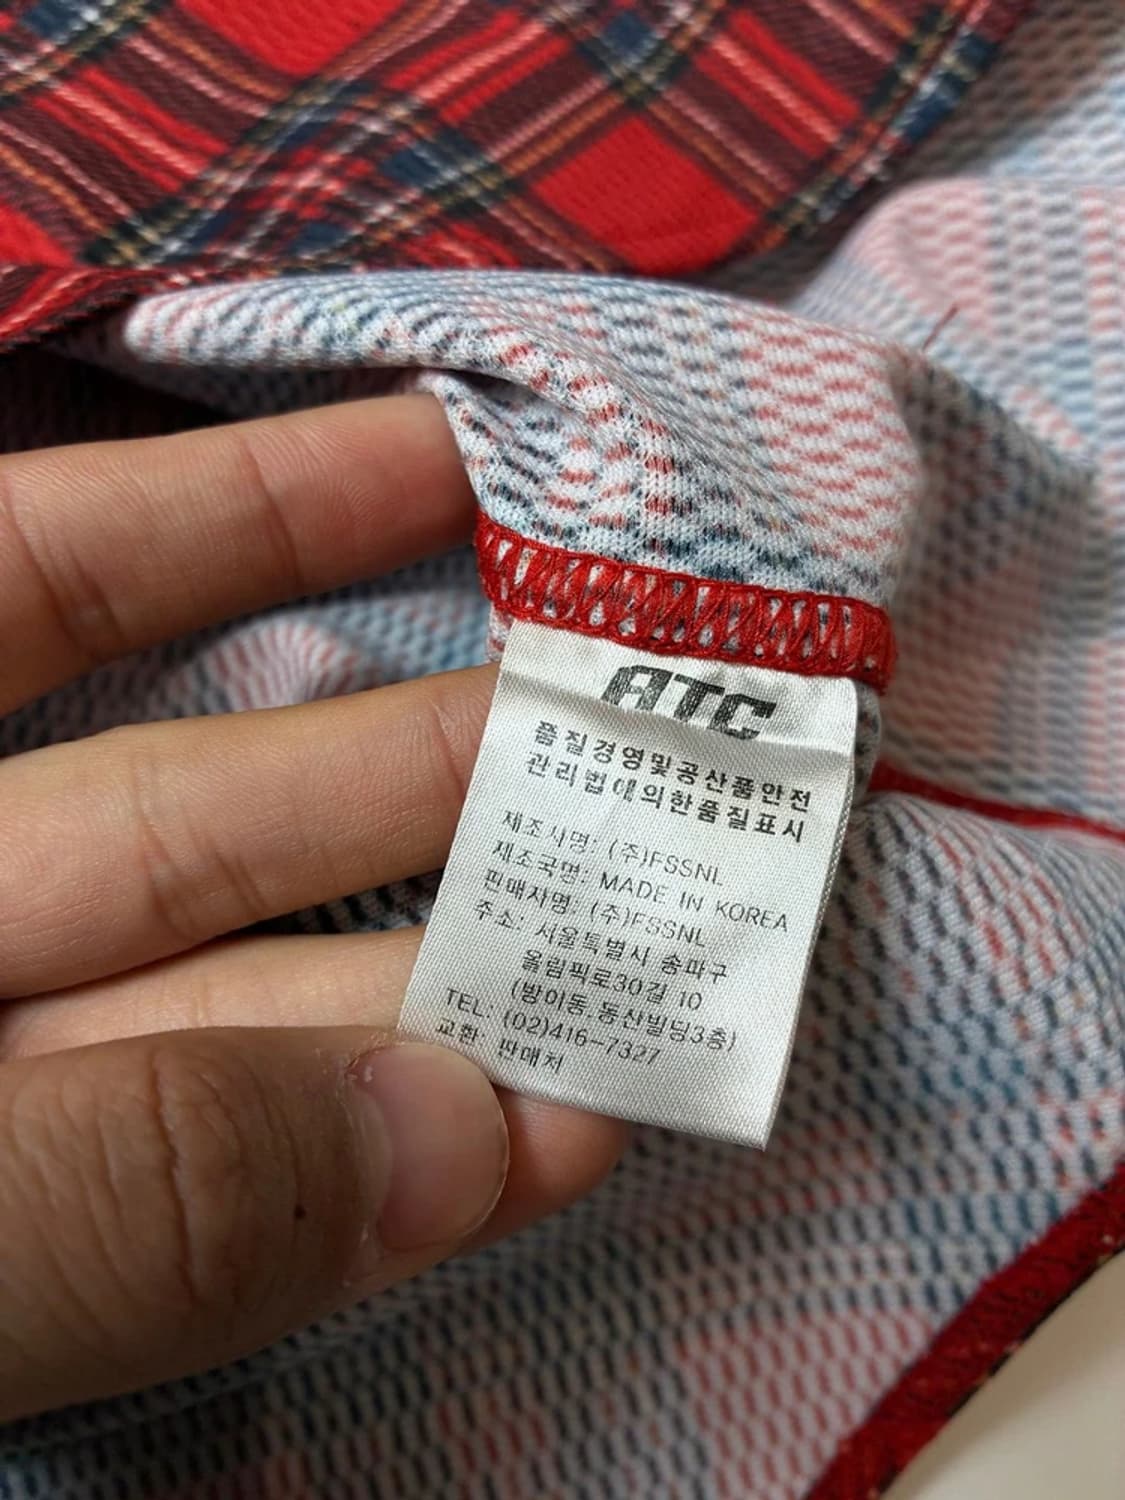 ATC
품질경영및공산품안전
관리법에의한품질표시
제조사명: (주)FSSNL
제조국명: MADE IN KOREA
판매사명: (주)FSSNL
주소: 서울특별시 송파구
올림픽로30길 10
(방이동,동신빌딩3층)
TEL: (02)416-7327
교환: 판매처